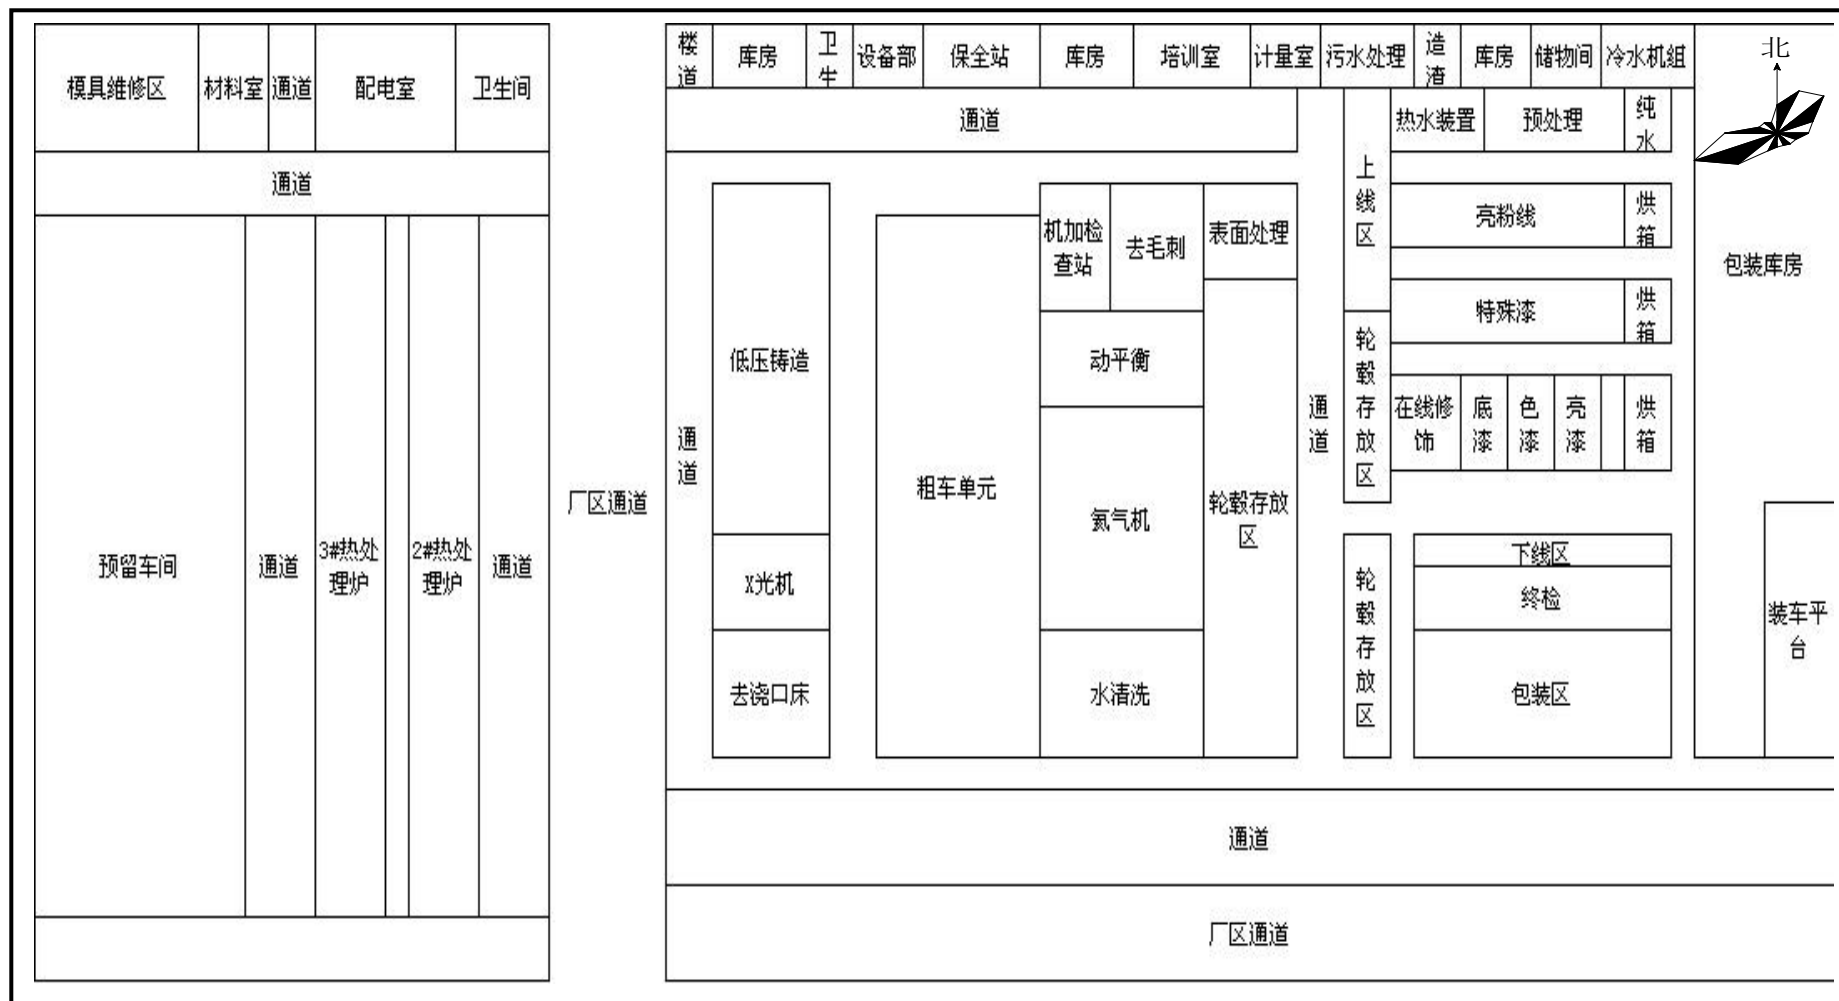 模具维修区
材料室
通道
配电室
卫生间
通道
预留车间
通道
3#热处
理炉
2#热处
理炉
通道
厂区通道
楼
道
库房
卫
生
设备部
保全站
库房
培训室
计量室
污水处理
造
渣
库房
储物间
冷水机组
北
通道
热水装置
预处理
纯
水
上
线
区
亮粉线
烘
箱
特殊漆
烘
箱
包装库房
低压铸造
机加检
查站
去毛刺
表面处理
动平衡
轮
毂
存
放
区
在线修
饰
底
漆
色
漆
亮
漆
烘
箱
通
道
通
道
粗车单元
氦气机
轮毂存放
区
X光机
下线区
终检
轮
毂
存
放
区
装车平
台
去浇口床
水清洗
包装区
通道
厂区通道